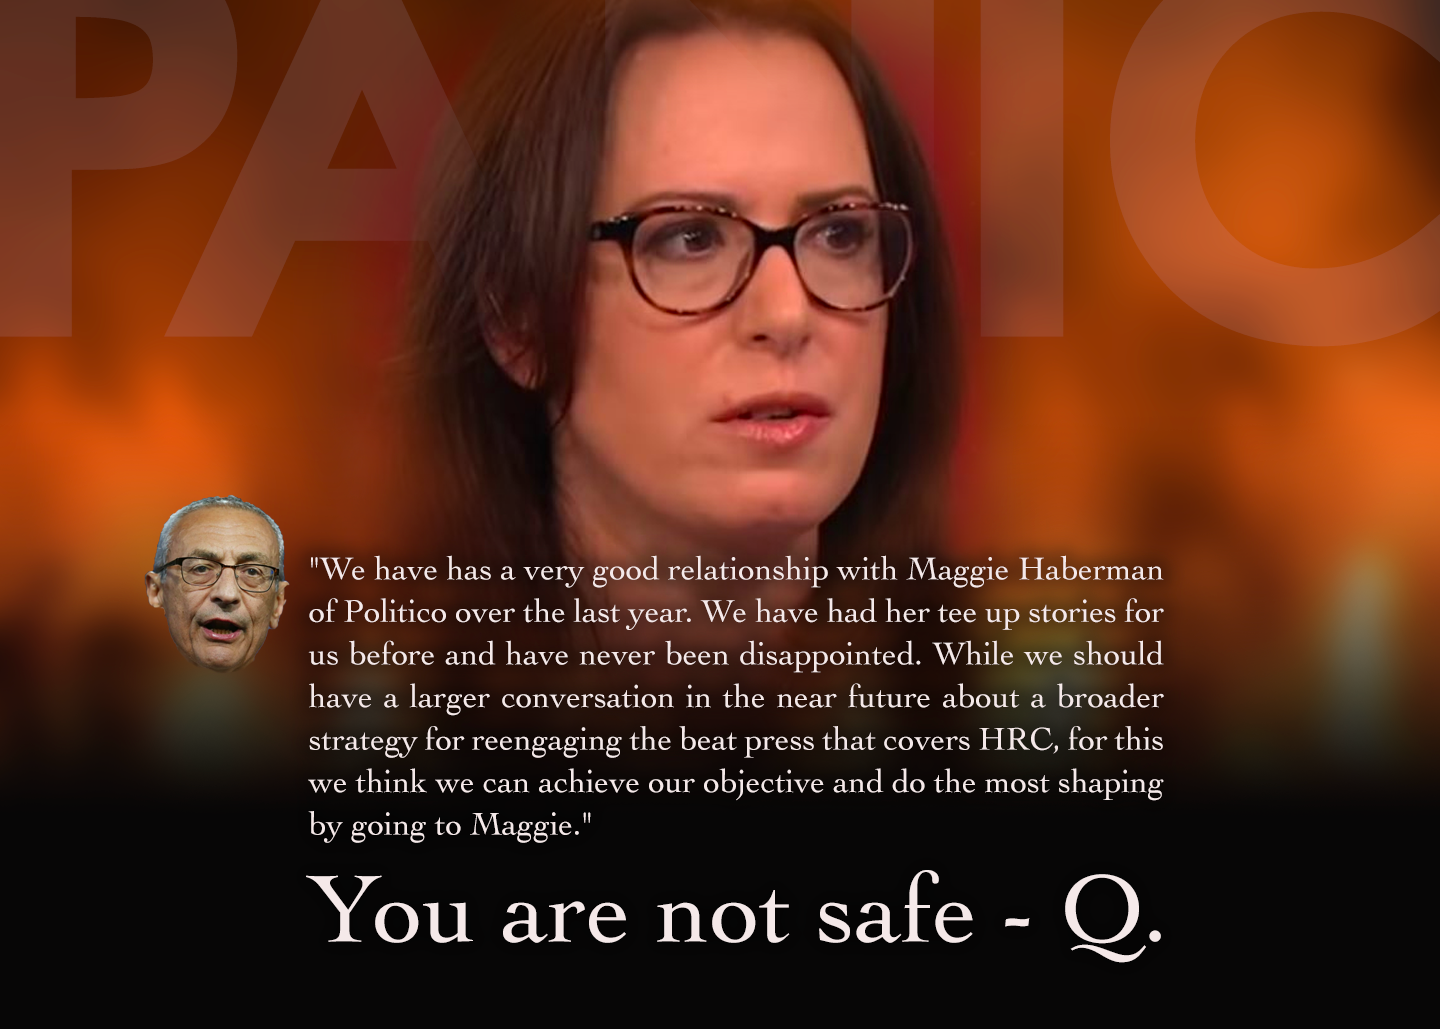 PANIC
"We have has a very good relationship with Maggie Haberman
of Politico over the last year. We have had her tee up stories for
us before and have never been disappointed. While we should
have a larger conversation in the near future about a broader
strategy for reengaging the beat press that covers HRC, for this
we think we can achieve our objective and do the most shaping
by going to Maggie."
You are not safe - Q.